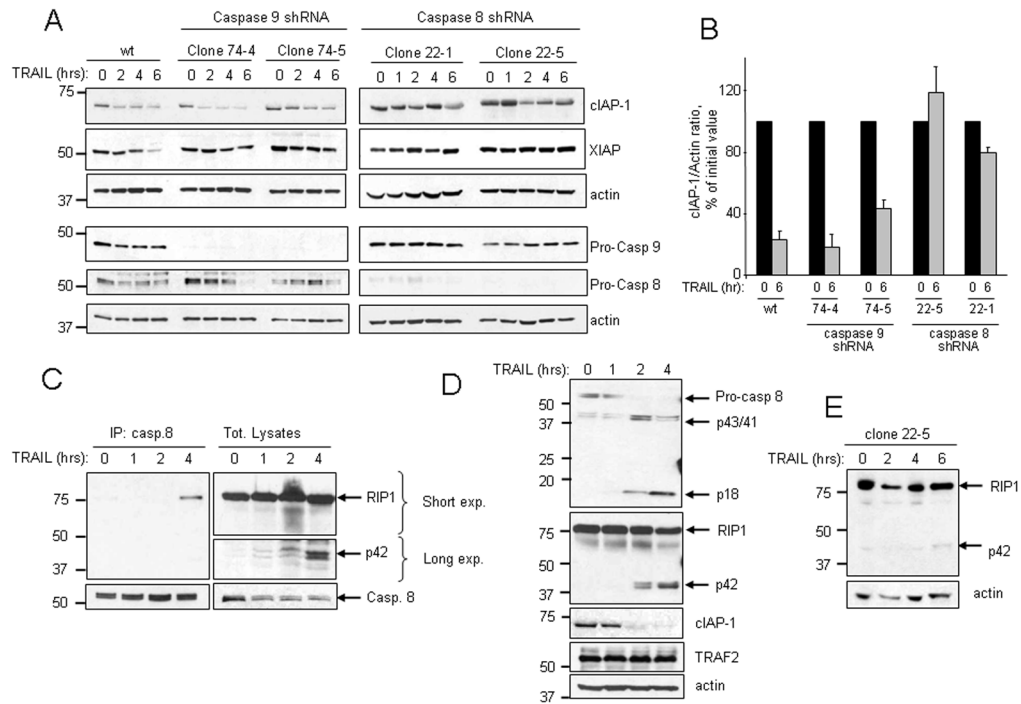 A
Caspase 9 shRNA
Caspase 8 shRNA
wt
Clone 74-4
Clone 74-5
Clone 22-1
Clone 22-5
TRAIL (hrs): 0 2 4 6 0 2 4 6 0 2 4 6 0 1 2 4 6 0 1 2 4 6
75
cIAP-1
50
XIAP
37
actin
50
Pro-Casp 9
50
Pro-Casp 8
37
actin
B
cIAP-1/Actin ratio,
% of initial value
120
80
40
0
TRAIL (hr): 0 6 0 6 0 6 0 6 0 6
wt 74-4 74-5 22-5 22-1
caspase 9
shRNA
caspase 8
shRNA
C
IP: casp.8
Tot. Lysates
TRAIL (hrs): 0 1 2 4 0 1 2 4
75
RIP1
Short exp.
50
p42
Long exp.
37
50
Casp. 8
D
TRAIL (hrs): 0 1 2 4
Pro-casp 8
50
p43/41
37
25
20
p18
75
RIP1
50
p42
37
75
cIAP-1
TRAF2
50
actin
37
E
clone 22-5
TRAIL (hrs): 0 2 4 6
RIP1
75
50
p42
37
actin